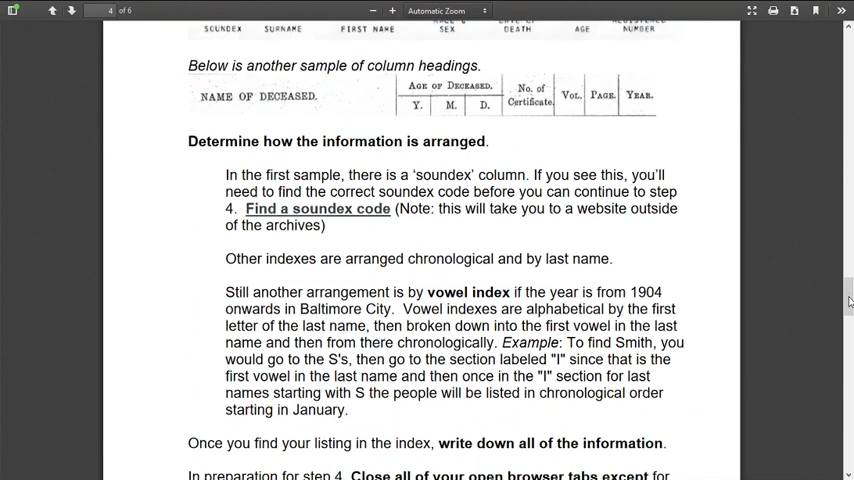 4 of 6
Automatic Zoom
SOUNDEX SURNAME FIRST NAME SEX DEATH AGE NUMBER
Below is another sample of column headings.
NAME OF DECEASED. AGE OF DECEASED. No. of Certificate. VOL. PAGE. YEAR.
Y. M. D.
Determine how the information is arranged.
In the first sample, there is a ‘soundex’ column. If you see this, you’ll
need to find the correct soundex code before you can continue to step
4. Find a soundex code (Note: this will take you to a website outside
of the archives)
Other indexes are arranged chronological and by last name.
Still another arrangement is by vowel index if the year is from 1904
onwards in Baltimore City. Vowel indexes are alphabetical by the first
letter of the last name, then broken down into the first vowel in the last
name and then from there chronologically. Example: To find Smith, you
would go to the S's, then go to the section labeled "I" since that is the
first vowel in the last name and then once in the "I" section for last
names starting with S the people will be listed in chronological order
starting in January.
Once you find your listing in the index, write down all of the information.
In preparation for step 4, Close all of your open browser tabs except for